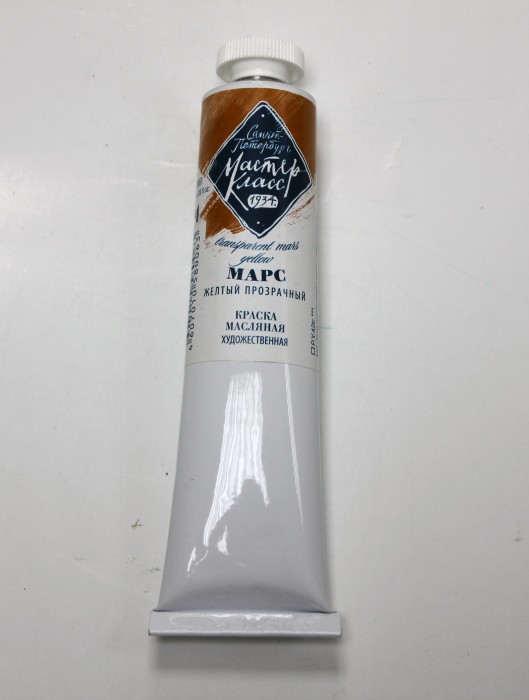 Санкт-
Петербург.
Мастер
Класс
1934
transparent mars
yellow
МАРС
ЖЕЛТЫЙ ПРОЗРАЧНЫЙ
КРАСКА
МАСЛЯНАЯ
ХУДОЖЕСТВЕННАЯ